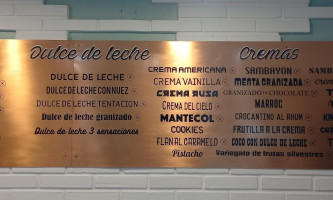 Dulce de leche
DULCE DE LECHE
DULCE DE LECHE CON NUEZ
DULCE DE LECHE TENTACION
Dulce de leche granizado
Dulce de leche 3 sensaciones
Cremas
CREMA AMERICANA
CREMA VAINILLA
CREMA RUSA
CREMA DEL CIELO
MANTECOL
COOKIES
FLAN AL CARAMELO
Pistacho
SAMBAYON
MENTA GRANIZADA
GRANIZADO DE CHOCOLATE
MARROC
CROCANTINO AL RHOM
FRUTILLA A LA CREMA
COCO CON DULCE DE LECHE
Variegato de frutas silvestres